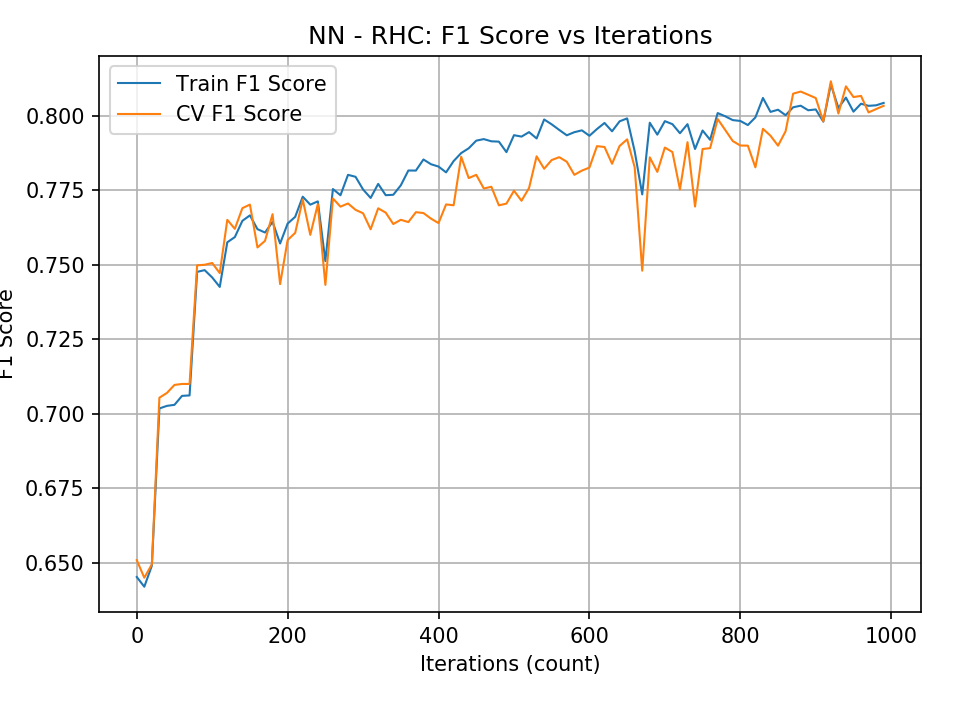 NN - RHC: F1 Score vs Iterations
Train F1 Score
CV F1 Score
0.800
0.775
0.750
0.725
0.700
0.675
0.650
F1 Score
0 200 400 600 800 1000
Iterations (count)